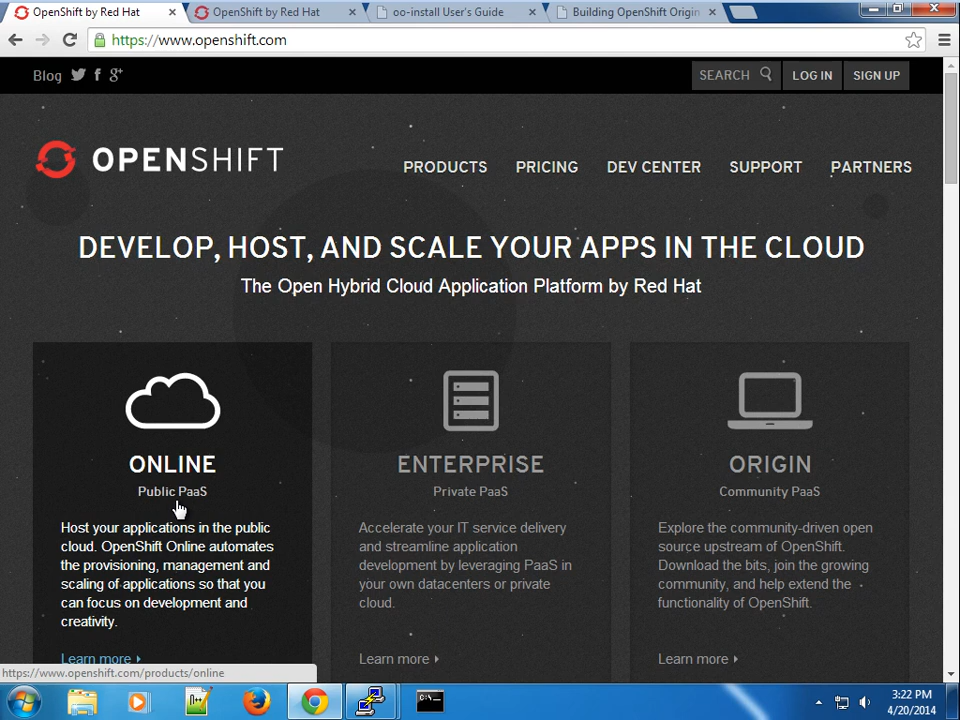 OpenShift by Red Hat
OpenShift by Red Hat
oo-install User's Guide
Building OpenShift Origin
https://www.openshift.com
Blog
SEARCH
LOG IN
SIGN UP
OPENSHIFT
PRODUCTS
PRICING
DEV CENTER
SUPPORT
PARTNERS
DEVELOP, HOST, AND SCALE YOUR APPS IN THE CLOUD
The Open Hybrid Cloud Application Platform by Red Hat
ONLINE
Public PaaS
Host your applications in the public
cloud. OpenShift Online automates
the provisioning, management and
scaling of applications so that you
can focus on development and
creativity.
Learn more
ENTERPRISE
Private PaaS
Accelerate your IT service delivery
and streamline application
development by leveraging PaaS in
your own datacenters or private
cloud.
Learn more
ORIGIN
Community PaaS
Explore the community-driven open
source upstream of OpenShift.
Download the bits, join the growing
community, and help extend the
functionality of OpenShift.
Learn more
https://www.openshift.com/products/online
3:22 PM
4/20/2014